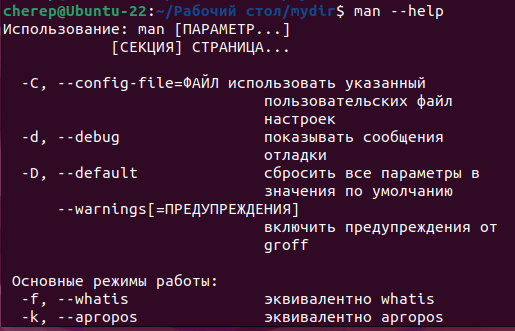 cherep@Ubuntu-22:~/Рабочий стол/mydir$ man --help
Использование: man [ПАРАМЕТР...]
[СЕКЦИЯ] СТРАНИЦА...
-C, --config-file=ФАЙЛ использовать указанный
пользовательских файл
настроек
-d, --debug показывать сообщения
отладки
-D, --default сбросить все параметры в
значения по умолчанию
--warnings[=ПРЕДУПРЕЖДЕНИЯ]
включить предупреждения от
groff
Основные режимы работы:
-f, --whatis эквивалентно whatis
-k, --apropos эквивалентно apropos